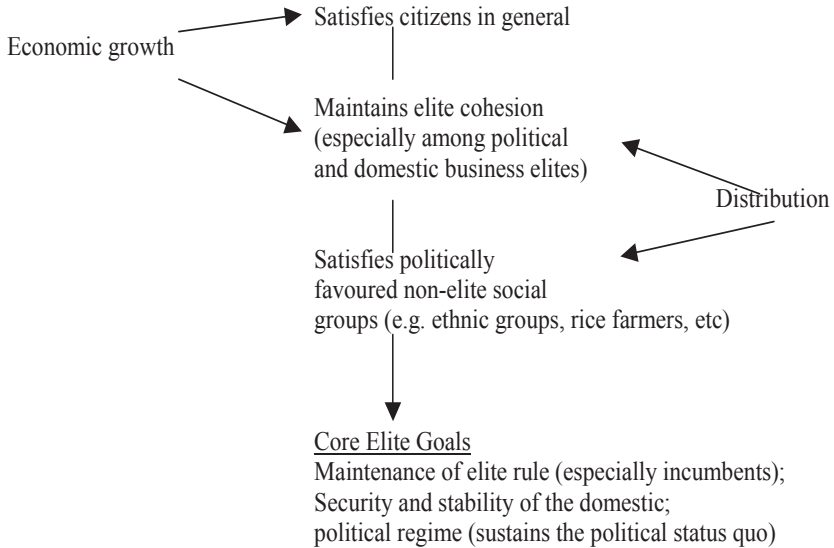 Satisfies citizens in general
Economic growth
Maintains elite cohesion
(especially among political
and domestic business elites)
Distribution
Satisfies politically
favoured non-elite social
groups (e.g. ethnic groups, rice farmers, etc)
Core Elite Goals
Maintenance of elite rule (especially incumbents);
Security and stability of the domestic;
political regime (sustains the political status quo)